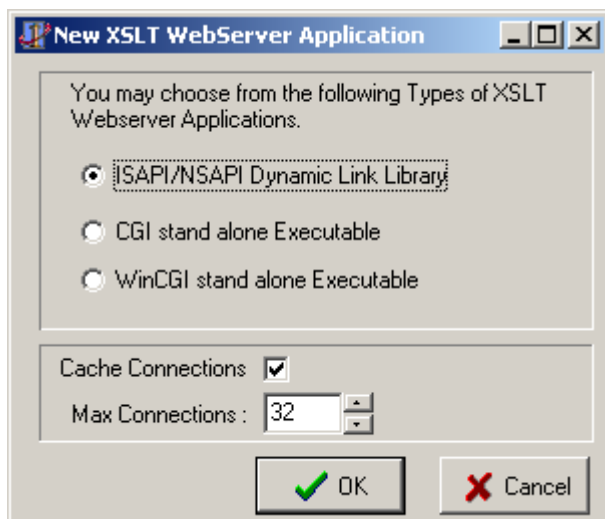 New XSLT WebServer Application
You may choose from the following Types of XSLT
Webserver Applications.
ISAPI/NSAPI Dynamic Link Library
CGI stand alone Executable
WinCGI stand alone Executable
Cache Connections
Max Connections : 32
OK Cancel